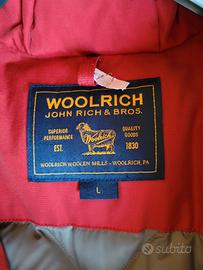 WOOLRICH
JOHN RICH & BROS.
SUPERIOR PERFORMANCE
QUALITY GOODS
Woolrich
EST. 1830
WOOLRICH WOOLEN MILLS - WOOLRICH, PA
L
subito